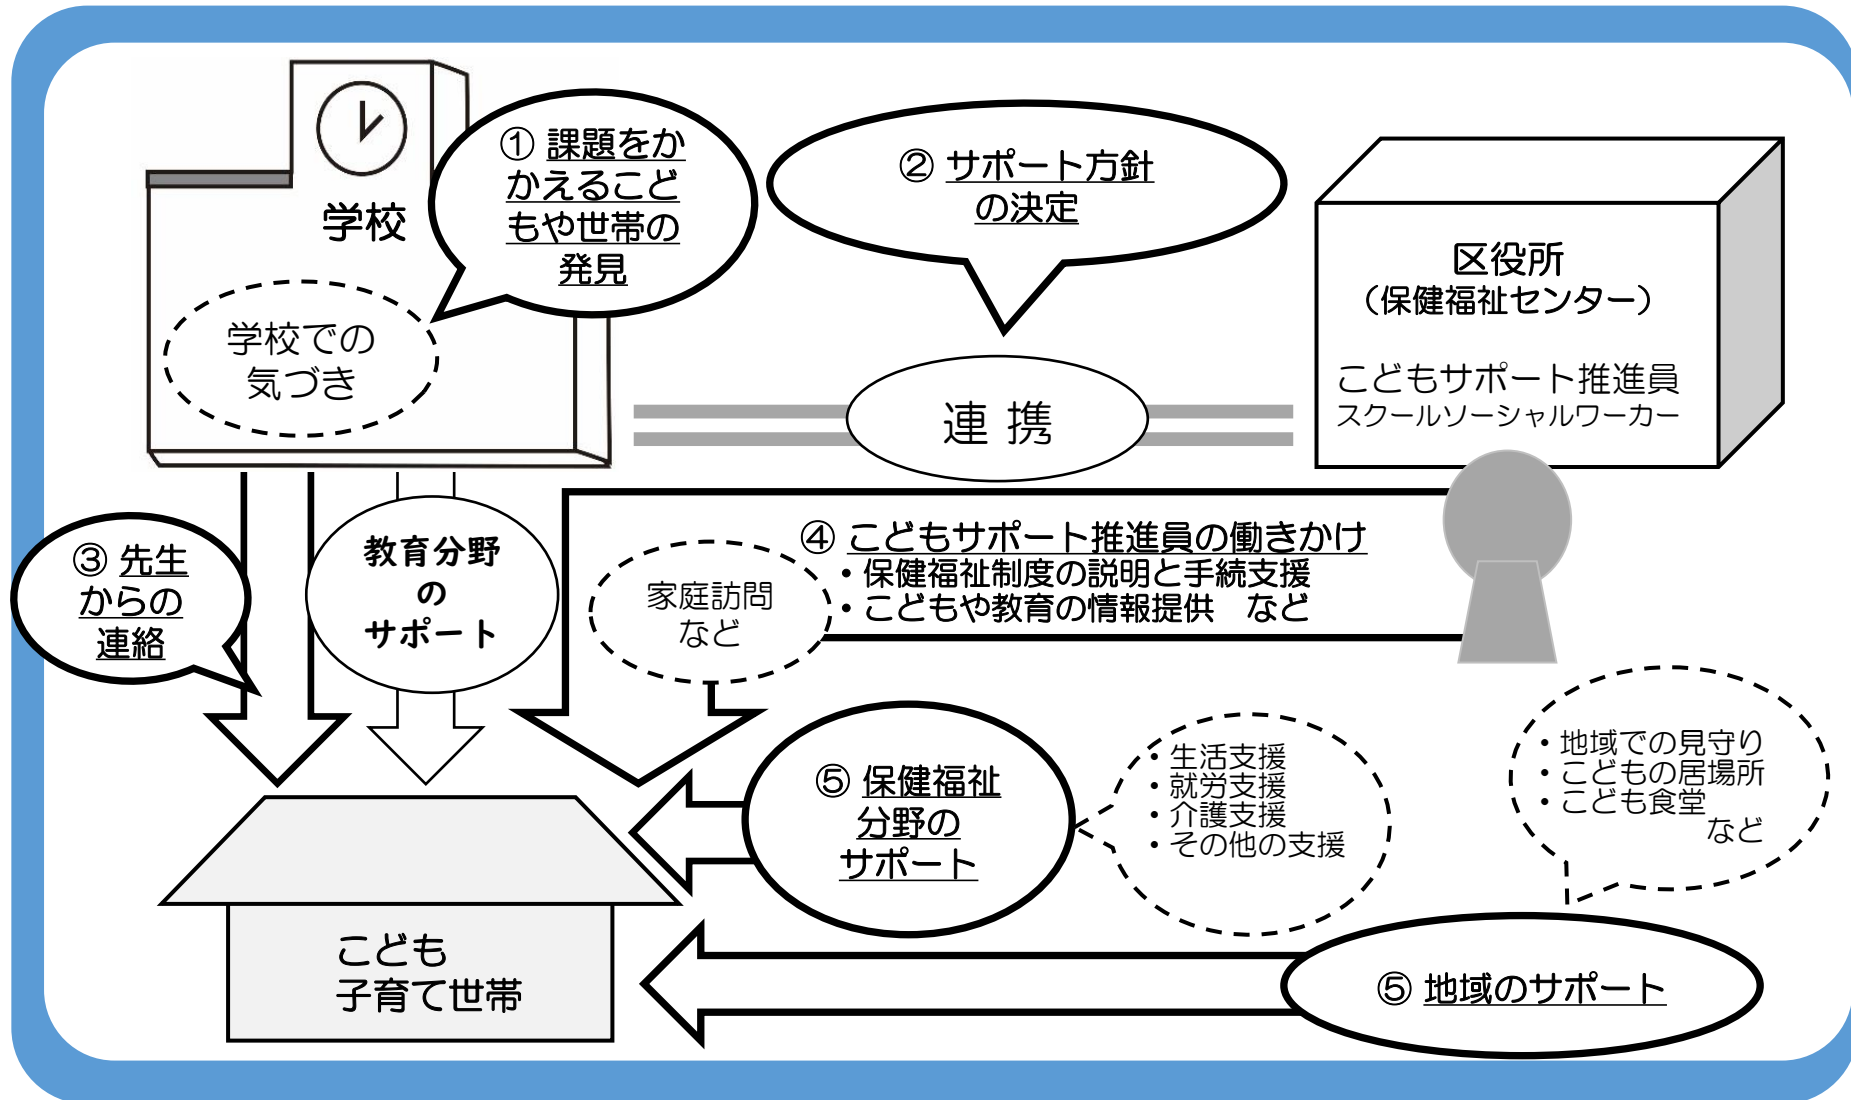 学校
① 課題をか
かえるこど
もや世帯の
発見
学校での
気づき
② サポート方針
の決定
連 携
区役所
（保健福祉センター）
こどもサポート推進員
スクールソーシャルワーカー
③ 先生
からの
連絡
教育分野
の
サポート
家庭訪問
など
④ こどもサポート推進員の働きかけ
・保健福祉制度の説明と手続支援
・こどもや教育の情報提供　など
⑤ 保健福祉
分野の
サポート
・生活支援
・就労支援
・介護支援
・その他の支援
・地域での見守り
・こどもの居場所
・こども食堂
など
⑤ 地域のサポート
こども
子育て世帯